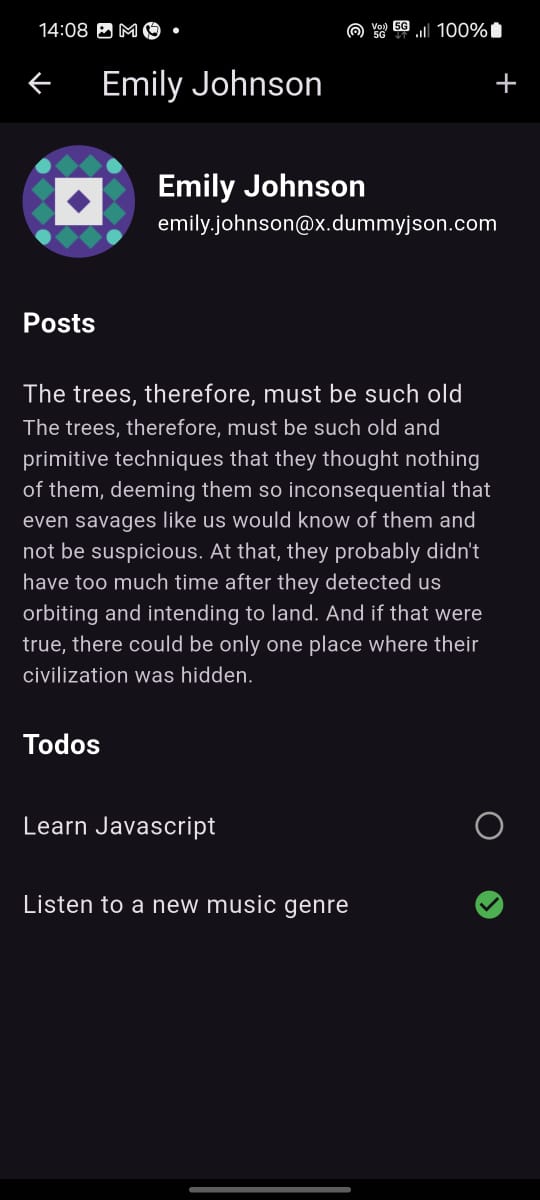 14:08
Vo)) 5G
5G
100%
Emily Johnson
Emily Johnson
emily.johnson@x.dummyjson.com
Posts
The trees, therefore, must be such old
The trees, therefore, must be such old and
primitive techniques that they thought nothing
of them, deeming them so inconsequential that
even savages like us would know of them and
not be suspicious. At that, they probably didn't
have too much time after they detected us
orbiting and intending to land. And if that were
true, there could be only one place where their
civilization was hidden.
Todos
Learn Javascript
Listen to a new music genre